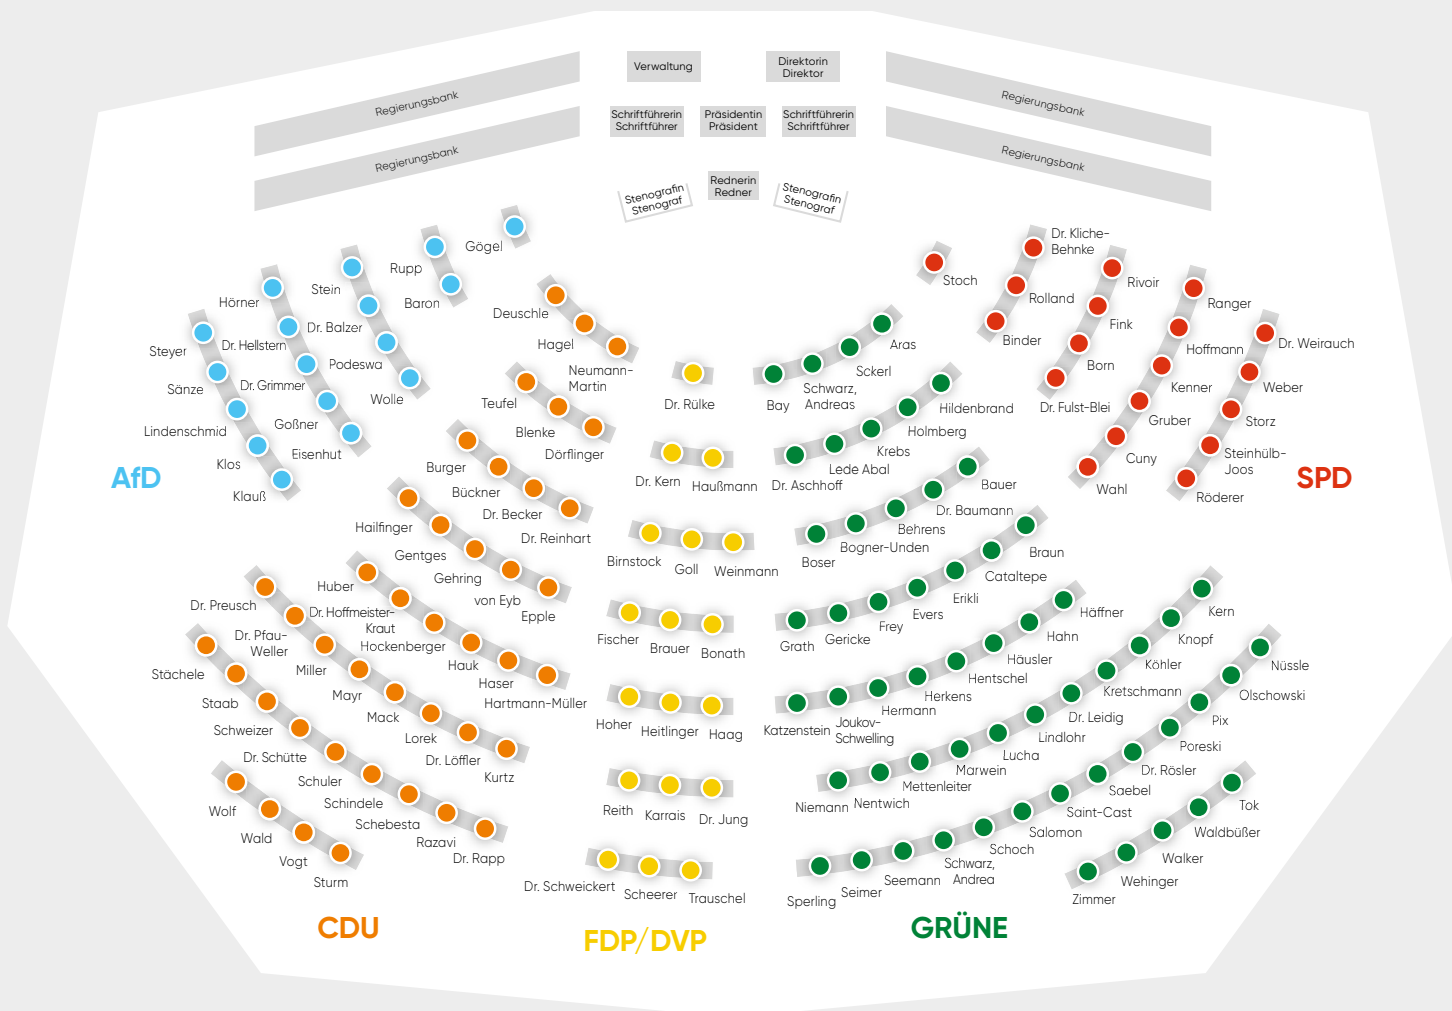 Verwaltung
Direktorin
Direktor
Regierungsbank
Regierungsbank
Schriftführerin
Schriftführer
Präsidentin
Präsident
Schriftführerin
Schriftführer
Regierungsbank
Regierungsbank
Rednerin
Redner
Stenografin
Stenograf
Stenografin
Stenograf
Gögel
Rupp
Baron
Stein
Dr. Balzer
Podeswa
Wolle
Hörner
Dr. Hellstern
Dr. Grimmer
Goßner
Eisenhut
Steyer
Sänze
Lindenschmid
Klos
Klauß
AfD
Deuschle
Hagel
Neumann-
Martin
Teufel
Blenke
Dörflinger
Burger
Bückner
Dr. Becker
Dr. Reinhart
Hailfinger
Gentges
Gehring
von Eyb
Epple
Huber
Dr. Hoffmeister-
Kraut
Hockenberger
Hauk
Haser
Hartmann-Müller
Dr. Preusch
Dr. Pfau-
Weller
Miller
Mayr
Mack
Lorek
Dr. Löffler
Kurtz
Stächele
Staab
Schweizer
Dr. Schütte
Schuler
Schindele
Schebesta
Razavi
Dr. Rapp
Wolf
Wald
Vogt
Sturm
CDU
Dr. Rülke
Dr. Kern
Haußmann
Birnstock
Goll
Weinmann
Fischer
Brauer
Bonath
Hoher
Heitlinger
Haag
Reith
Karrais
Dr. Jung
Dr. Schweickert
Scheerer
Trauschel
FDP/DVP
Bay
Schwarz,
Andreas
Sckerl
Aras
Dr. Aschhoff
Lede Abal
Krebs
Holmberg
Hildenbrand
Boser
Bogner-Unden
Behrens
Dr. Baumann
Bauer
Grath
Gericke
Frey
Evers
Erikli
Cataltepe
Braun
Katzenstein
Joukov-
Schwelling
Hermann
Herkens
Hentschel
Häusler
Hahn
Häffner
Niemann
Nentwich
Mettenleiter
Marwein
Lucha
Lindlohr
Dr. Leidig
Kretschmann
Köhler
Knopf
Kern
Sperling
Seimer
Seemann
Schwarz,
Andrea
Schoch
Salomon
Saint-Cast
Saebel
Dr. Rösler
Poreski
Pix
Olschowski
Nüssle
Zimmer
Wehinger
Walker
Waldbüßer
Tok
GRÜNE
Stoch
Dr. Kliche-
Behnke
Rolland
Binder
Rivoir
Fink
Born
Dr. Fulst-Blei
Ranger
Hoffmann
Kenner
Gruber
Cuny
Wahl
Dr. Weirauch
Weber
Storz
Steinhülb-
Joos
Röderer
SPD